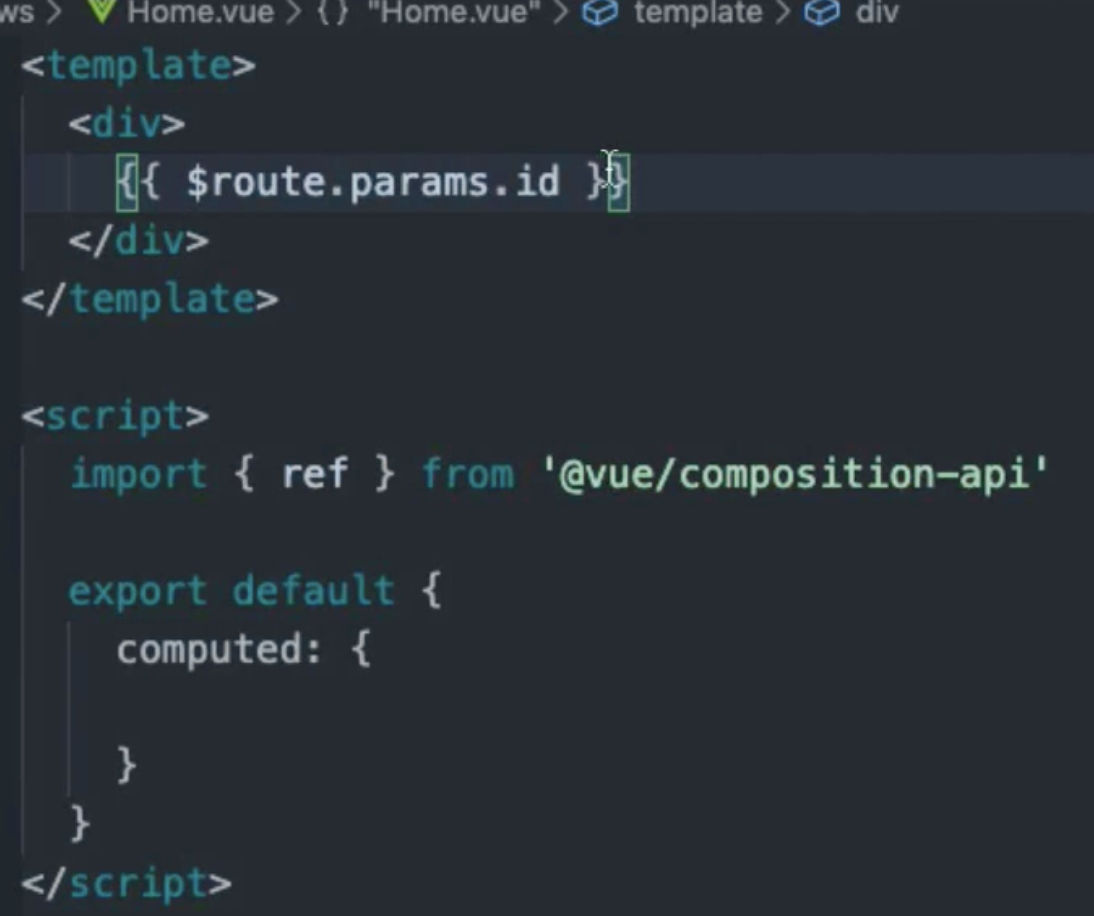 ws > Home.vue > {} "Home.vue" > template > div
<template>
  <div>
    {{ $route.params.id }}
  </div>
</template>

<script>
  import { ref } from '@vue/composition-api'

  export default {
    computed: {

    }
  }
</script>